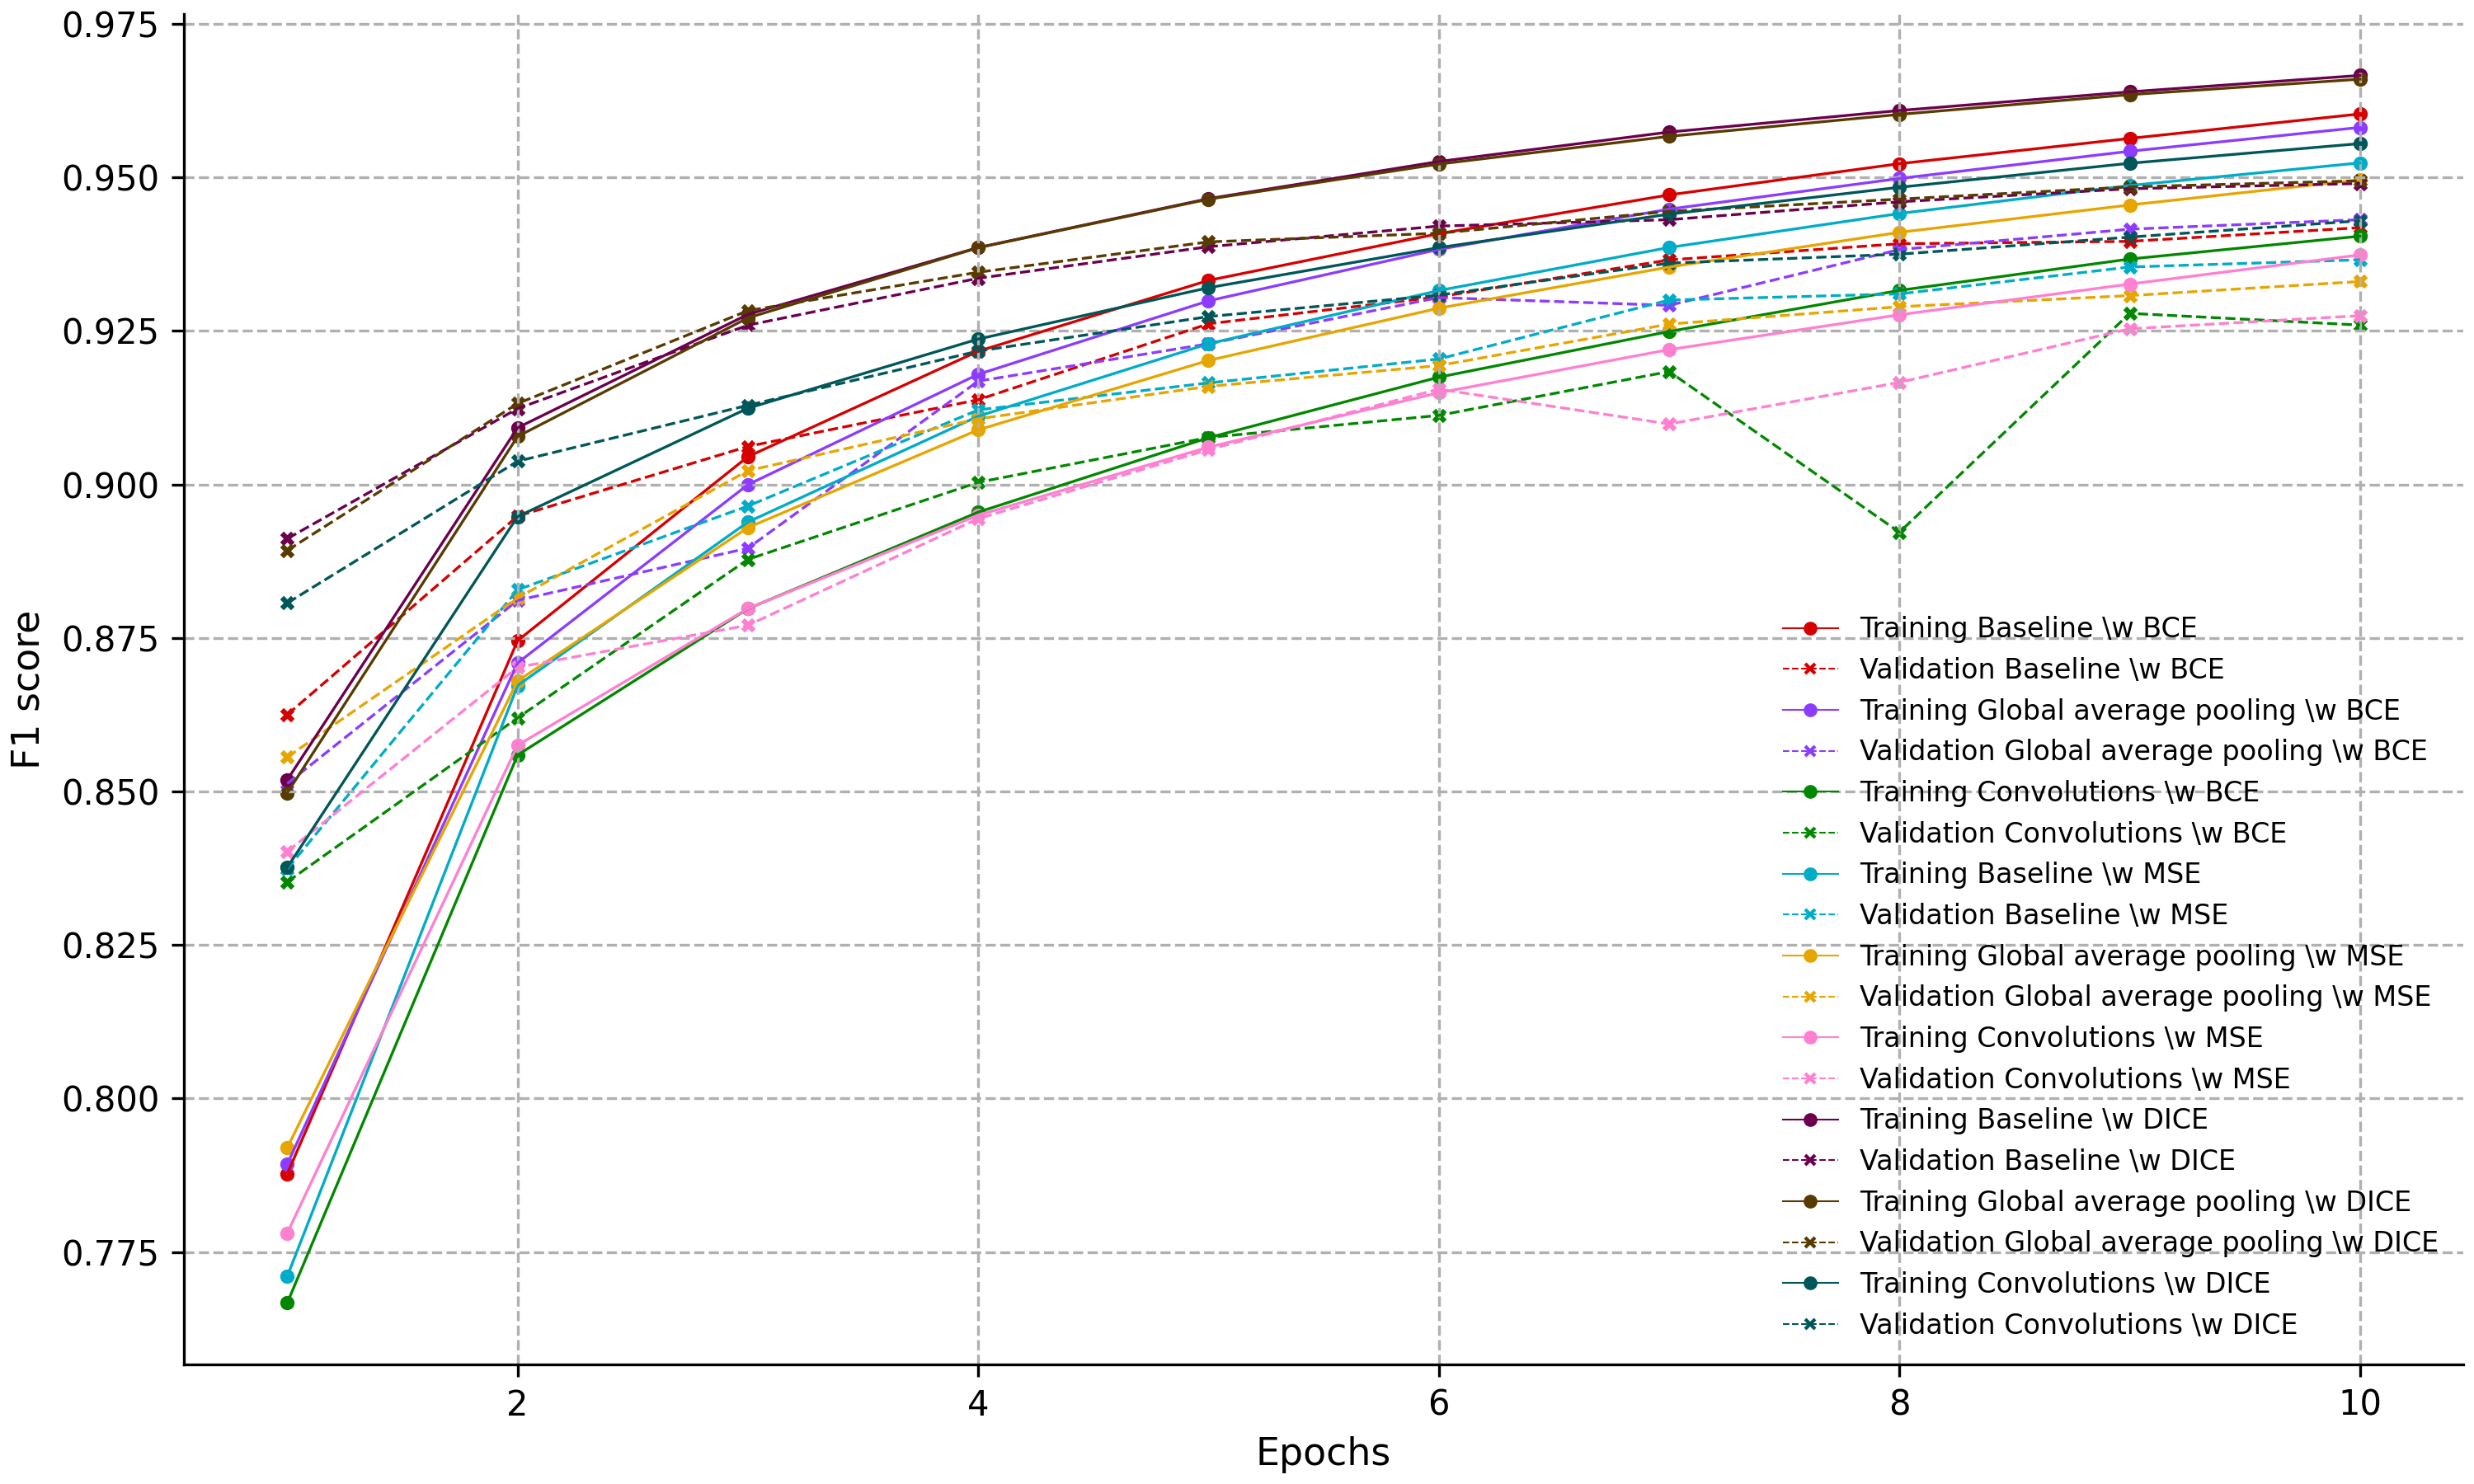 0.975
0.950
0.925
0.900
0.875
0.850
0.825
0.800
0.775
F1 score
2
4
6
8
10
Epochs
Training Baseline \w BCE
Validation Baseline \w BCE
Training Global average pooling \w BCE
Validation Global average pooling \w BCE
Training Convolutions \w BCE
Validation Convolutions \w BCE
Training Baseline \w MSE
Validation Baseline \w MSE
Training Global average pooling \w MSE
Validation Global average pooling \w MSE
Training Convolutions \w MSE
Validation Convolutions \w MSE
Training Baseline \w DICE
Validation Baseline \w DICE
Training Global average pooling \w DICE
Validation Global average pooling \w DICE
Training Convolutions \w DICE
Validation Convolutions \w DICE